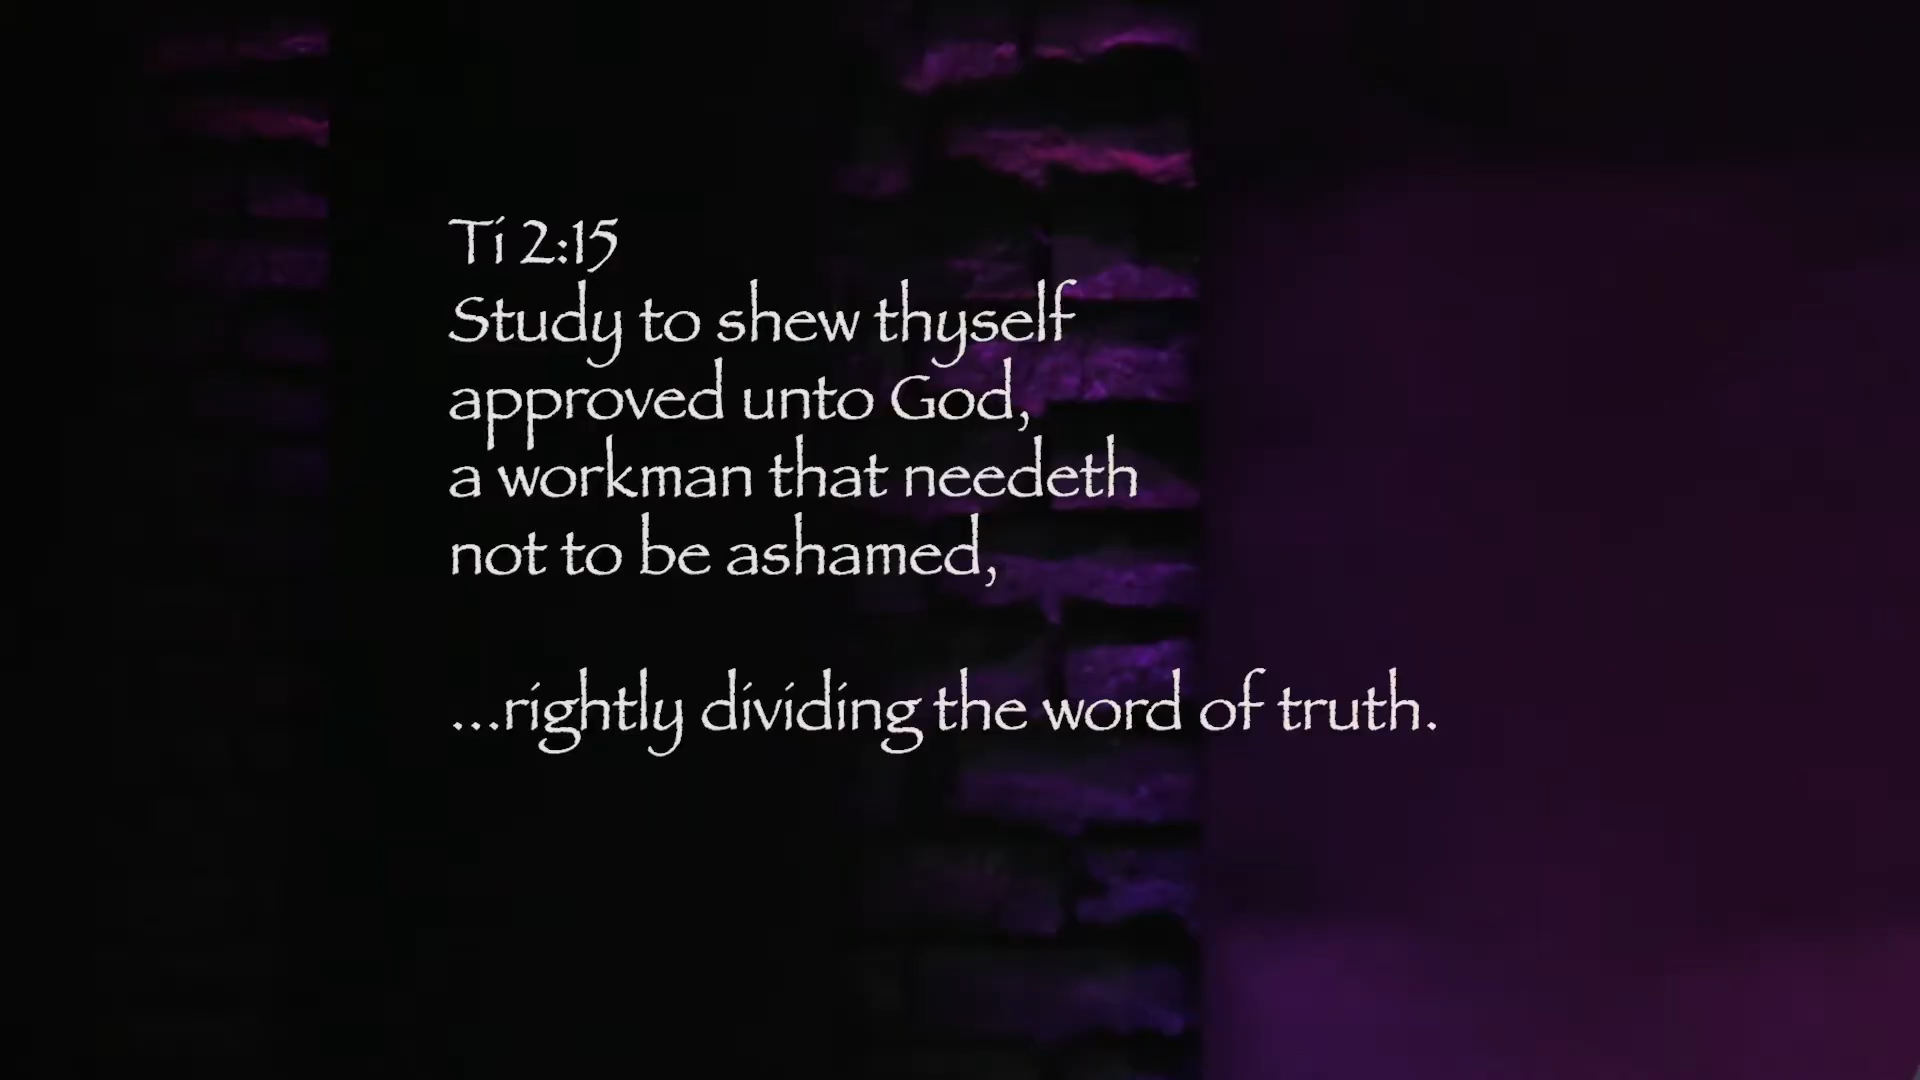 Ti 2:15
Study to shew thyself
approved unto God,
a workman that needeth
not to be ashamed,
...rightly dividing the word of truth.